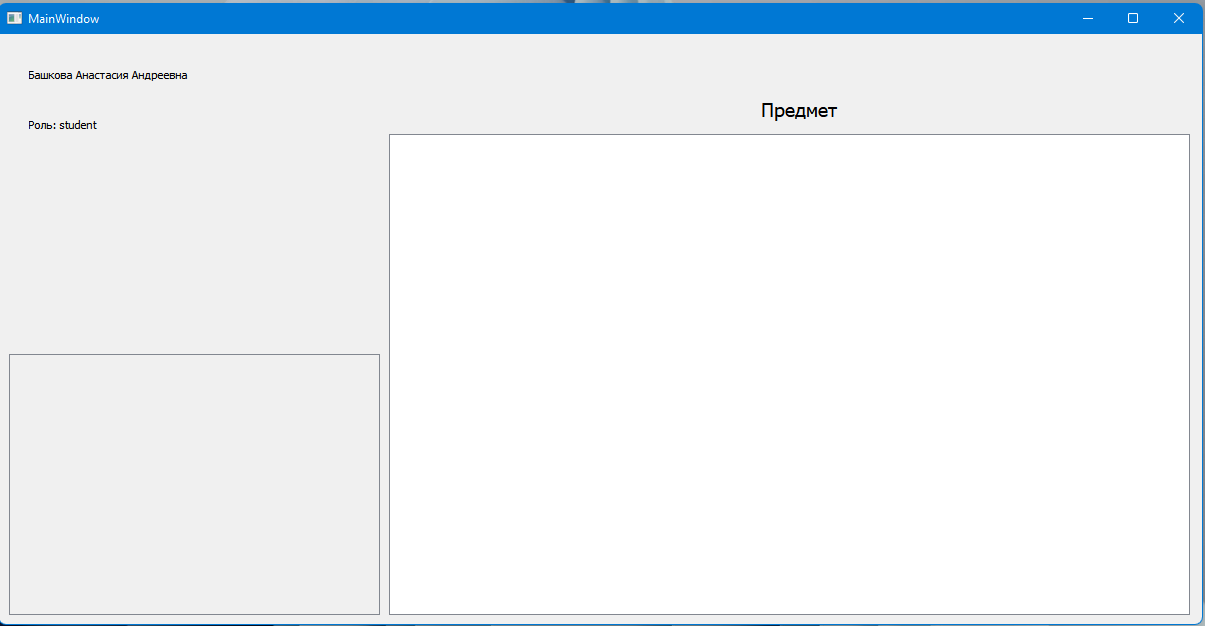 MainWindow
Башкова Анастасия Андреевна
Предмет
Роль: student